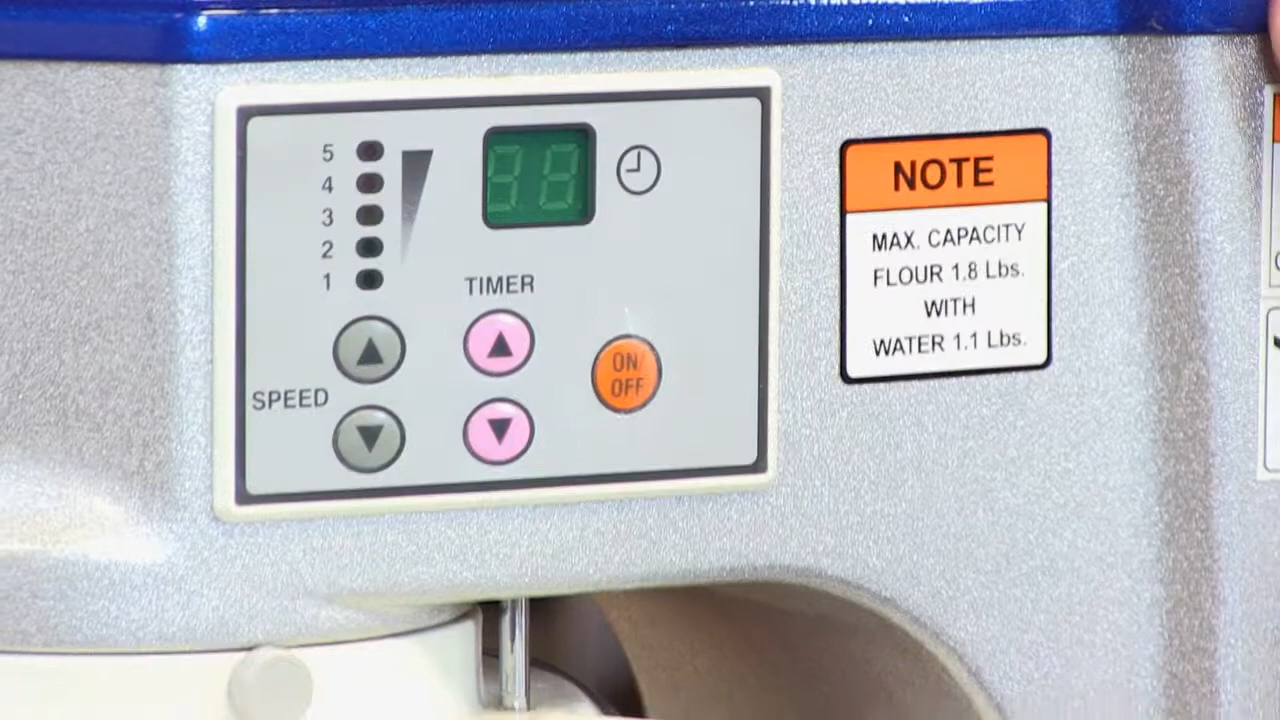 5
4
3
2
1
TIMER
SPEED
ON/
OFF
NOTE
MAX. CAPACITY
FLOUR 1.8 Lbs.
WITH
WATER 1.1 Lbs.